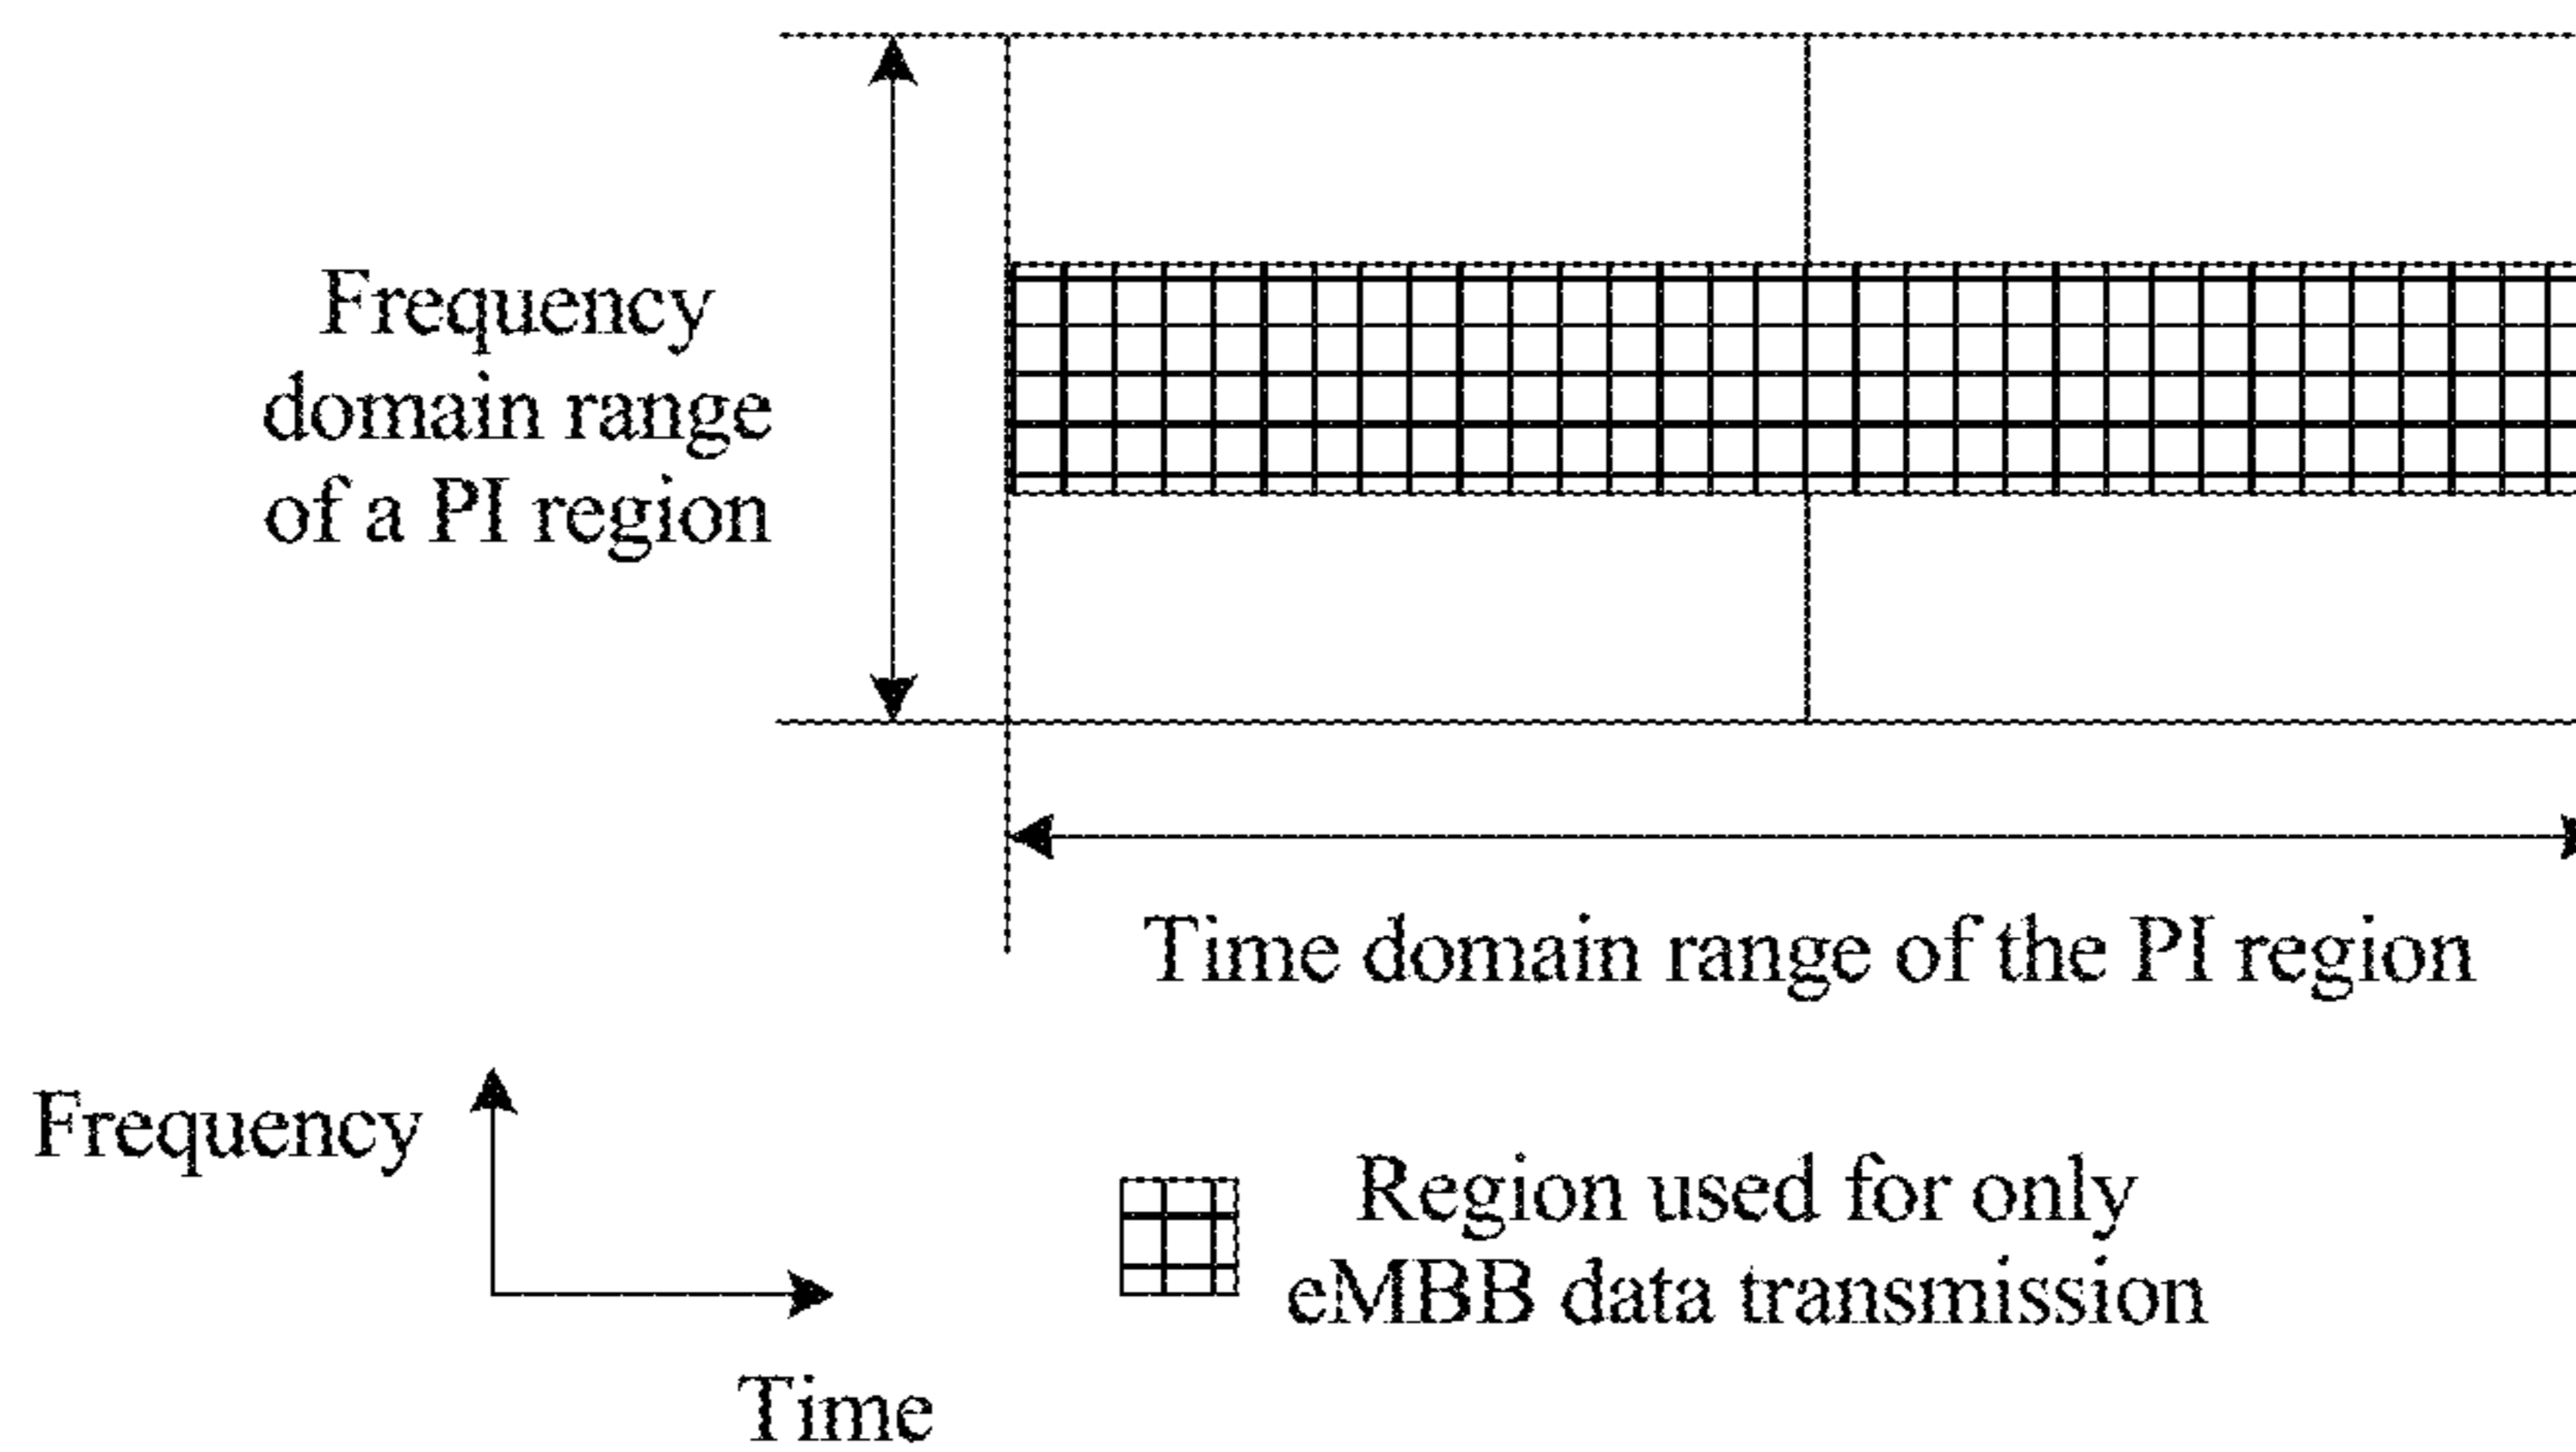 Frequency
domain range
of a PI region
Time domain range of the PI region
Frequency
Time
Region used for only
eMBB data transmission